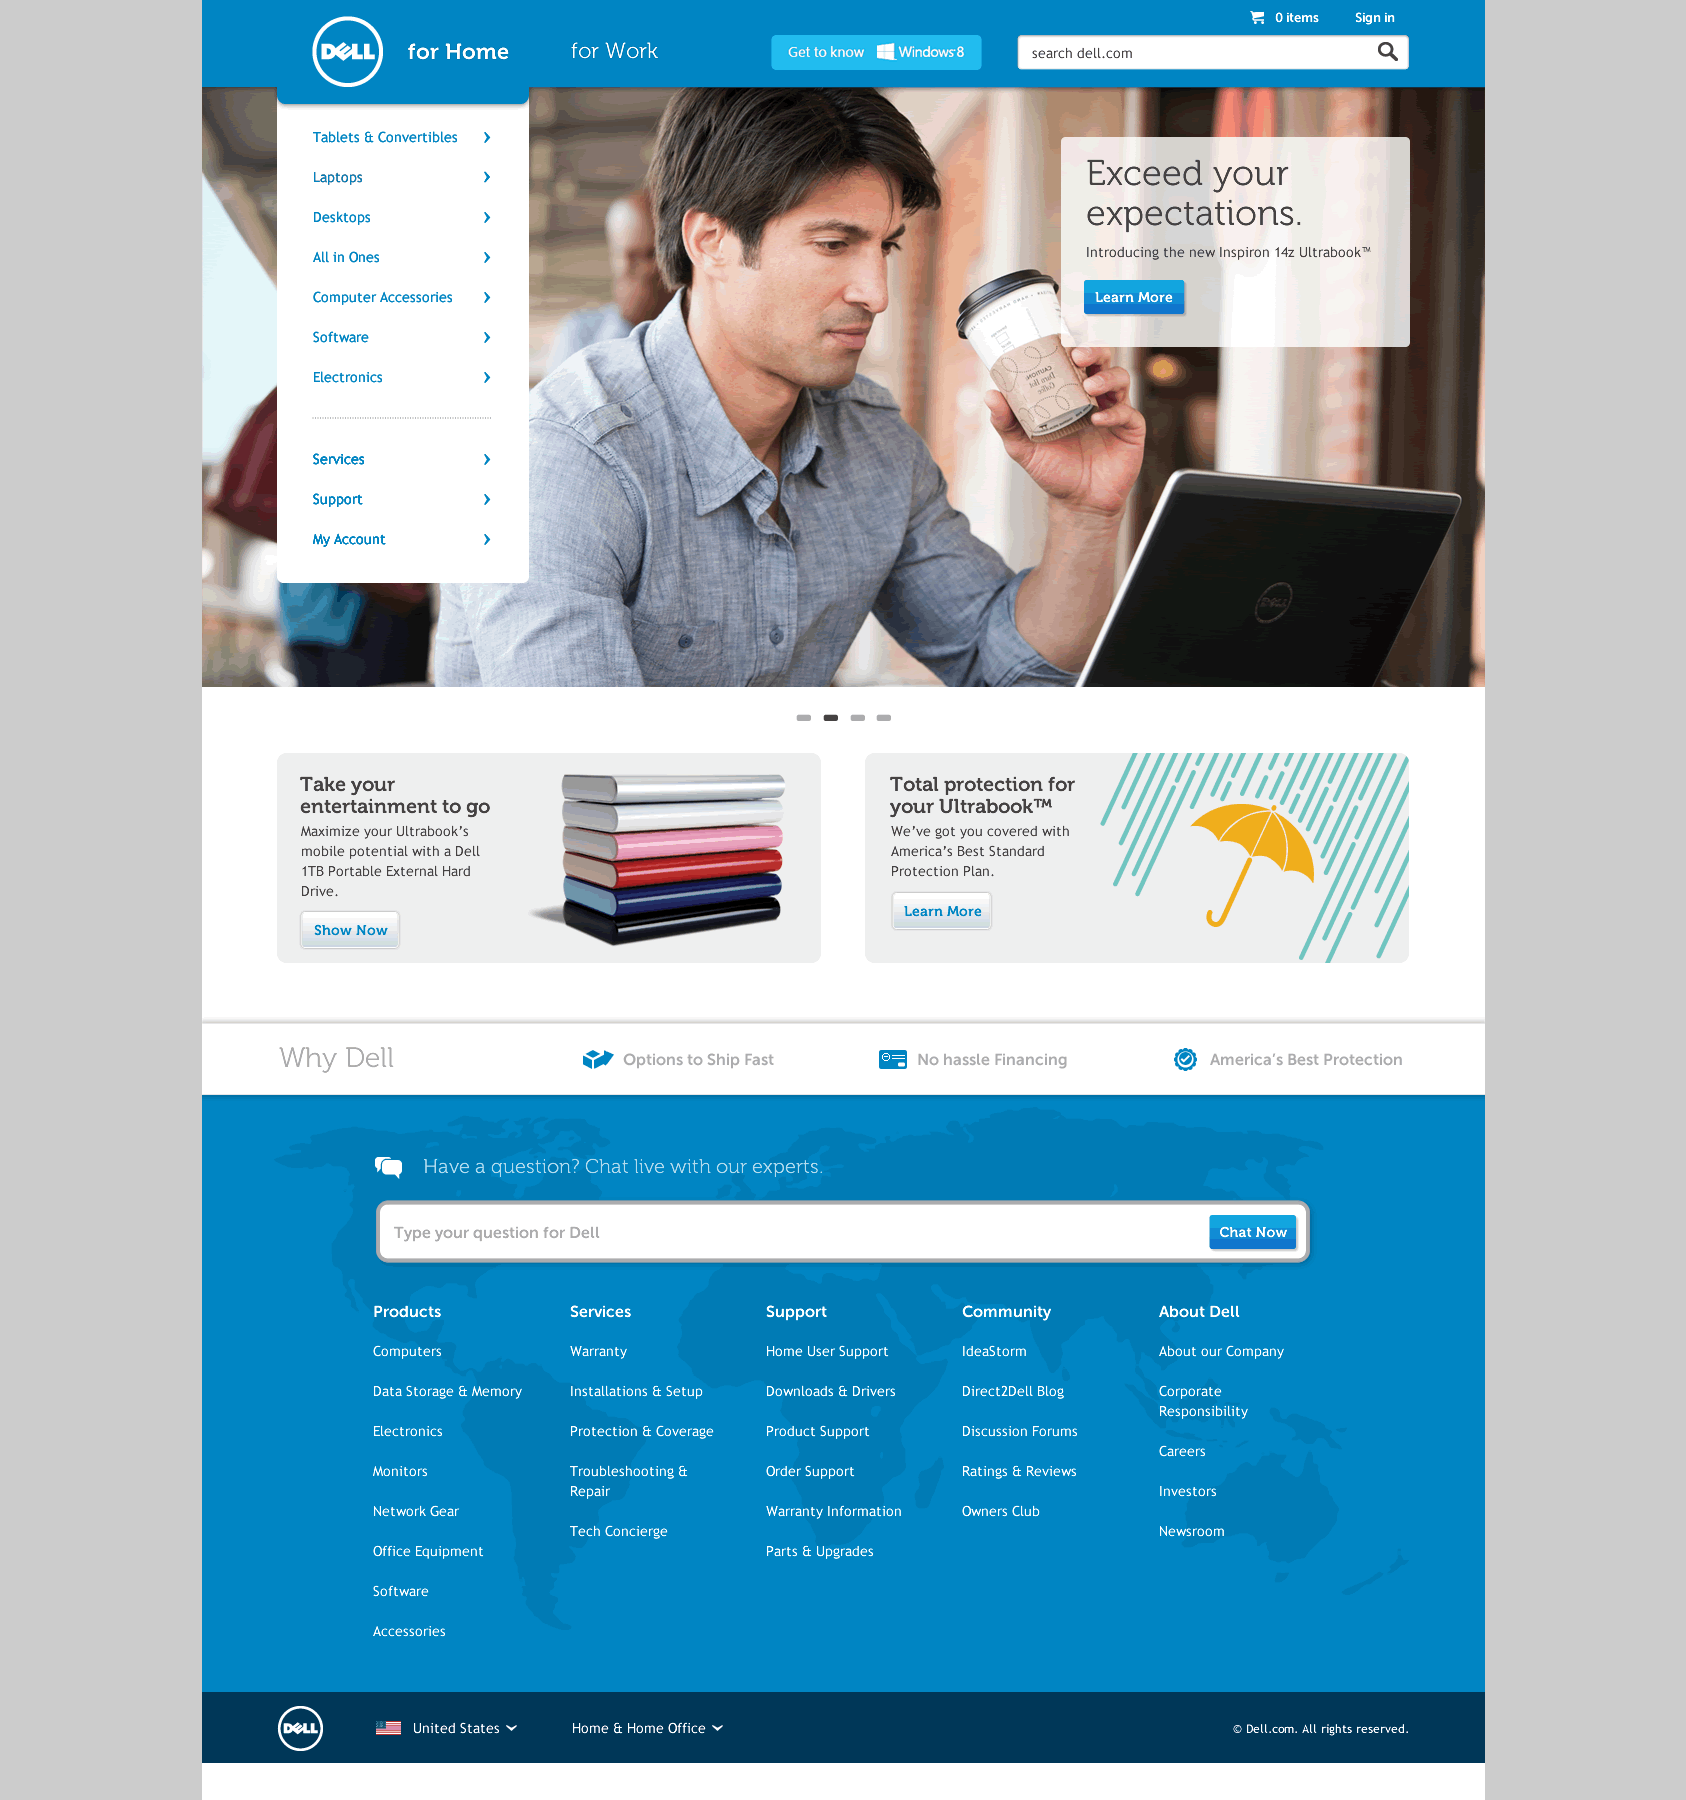 0 items Sign in
DELL for Home for Work Get to know Windows 8 search dell.com
Tablets & Convertibles
Laptops
Desktops
All in Ones
Computer Accessories
Software
Electronics
Services
Support
My Account
Exceed your
expectations.
Introducing the new Inspiron 14z Ultrabook™
Learn More
CAUTION
DELL
Take your
entertainment to go
Maximize your Ultrabook's
mobile potential with a Dell
1TB Portable External Hard
Drive.
Show Now
Total protection for
your Ultrabook™
We've got you covered with
America's Best Standard
Protection Plan.
Learn More
Why Dell Options to Ship Fast No hassle Financing America's Best Protection
Have a question? Chat live with our experts.
Type your question for Dell Chat Now
Products
Computers
Data Storage & Memory
Electronics
Monitors
Network Gear
Office Equipment
Software
Accessories
Services
Warranty
Installations & Setup
Protection & Coverage
Troubleshooting &
Repair
Tech Concierge
Support
Home User Support
Downloads & Drivers
Product Support
Order Support
Warranty Information
Parts & Upgrades
Community
IdeaStorm
Direct2Dell Blog
Discussion Forums
Ratings & Reviews
Owners Club
About Dell
About our Company
Corporate
Responsibility
Careers
Investors
Newsroom
DELL United States Home & Home Office © Dell.com. All rights reserved.